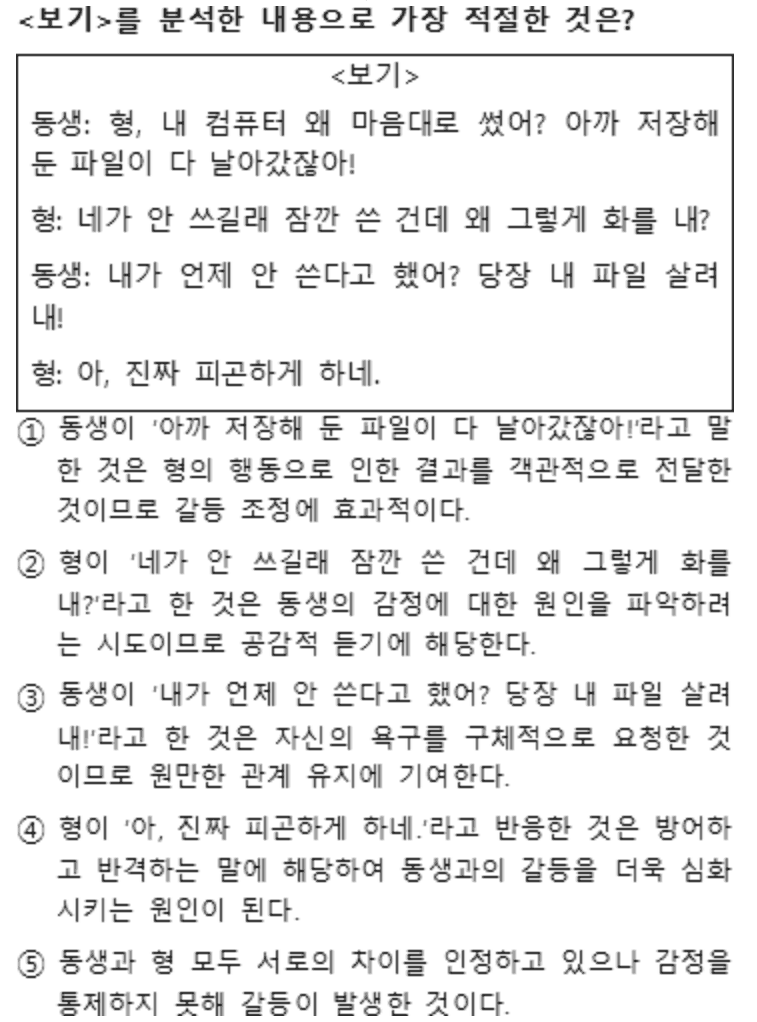 <보기>를 분석한 내용으로 가장 적절한 것은?
<보기>
동생: 형, 내 컴퓨터 왜 마음대로 썼어? 아까 저장해
둔 파일이 다 날아갔잖아!
형: 네가 안 쓰길래 잠깐 쓴 건데 왜 그렇게 화를 내?
동생: 내가 언제 안 쓴다고 했어? 당장 내 파일 살려
내!
형: 아, 진짜 피곤하게 하네.
① 동생이 '아까 저장해 둔 파일이 다 날아갔잖아!'라고 말
한 것은 형의 행동으로 인한 결과를 객관적으로 전달한
것이므로 갈등 조정에 효과적이다.
② 형이 '네가 안 쓰길래 잠깐 쓴 건데 왜 그렇게 화를
내?'라고 한 것은 동생의 감정에 대한 원인을 파악하려
는 시도이므로 공감적 듣기에 해당한다.
③ 동생이 '내가 언제 안 쓴다고 했어? 당장 내 파일 살려
내!'라고 한 것은 자신의 욕구를 구체적으로 요청한 것
이므로 원만한 관계 유지에 기여한다.
④ 형이 '아, 진짜 피곤하게 하네.'라고 반응한 것은 방어하
고 반격하는 말에 해당하여 동생과의 갈등을 더욱 심화
시키는 원인이 된다.
⑤ 동생과 형 모두 서로의 차이를 인정하고 있으나 감정을
통제하지 못해 갈등이 발생한 것이다.